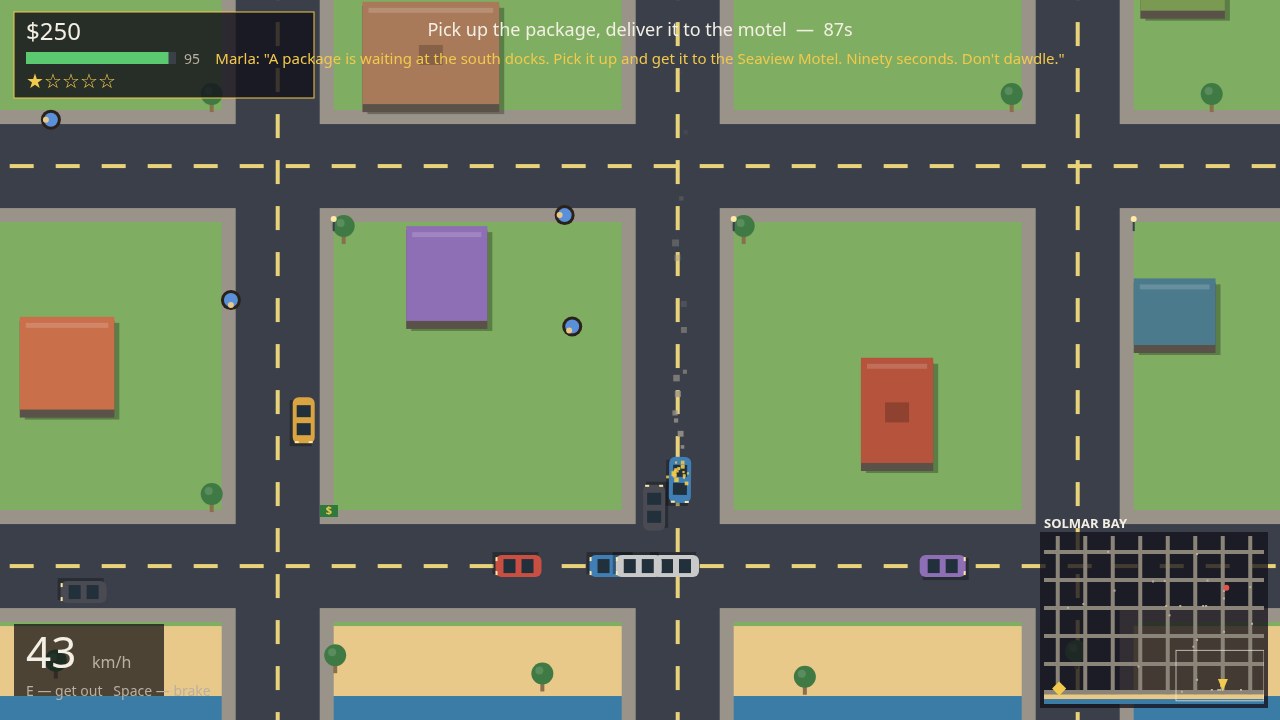 $250
Pick up the package, deliver it to the motel — 87s
95
Marla: "A package is waiting at the south docks. Pick it up and get it to the Seaview Motel. Ninety seconds. Don't dawdle."
★☆☆☆☆
$
SOLMAR BAY
43 km/h
E — get out Space — brake